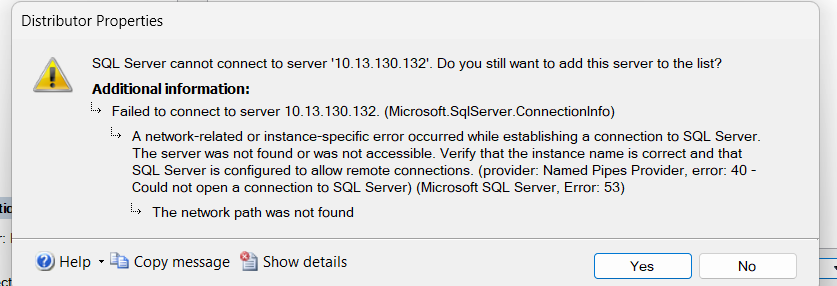 Distributor Properties
SQL Server cannot connect to server '10.13.130.132'. Do you still want to add this server to the list?
Additional information:
Failed to connect to server 10.13.130.132. (Microsoft.SqlServer.ConnectionInfo)
A network-related or instance-specific error occurred while establishing a connection to SQL Server.
The server was not found or was not accessible. Verify that the instance name is correct and that
SQL Server is configured to allow remote connections. (provider: Named Pipes Provider, error: 40 -
Could not open a connection to SQL Server) (Microsoft SQL Server, Error: 53)
The network path was not found
Help
Copy message
Show details
Yes
No